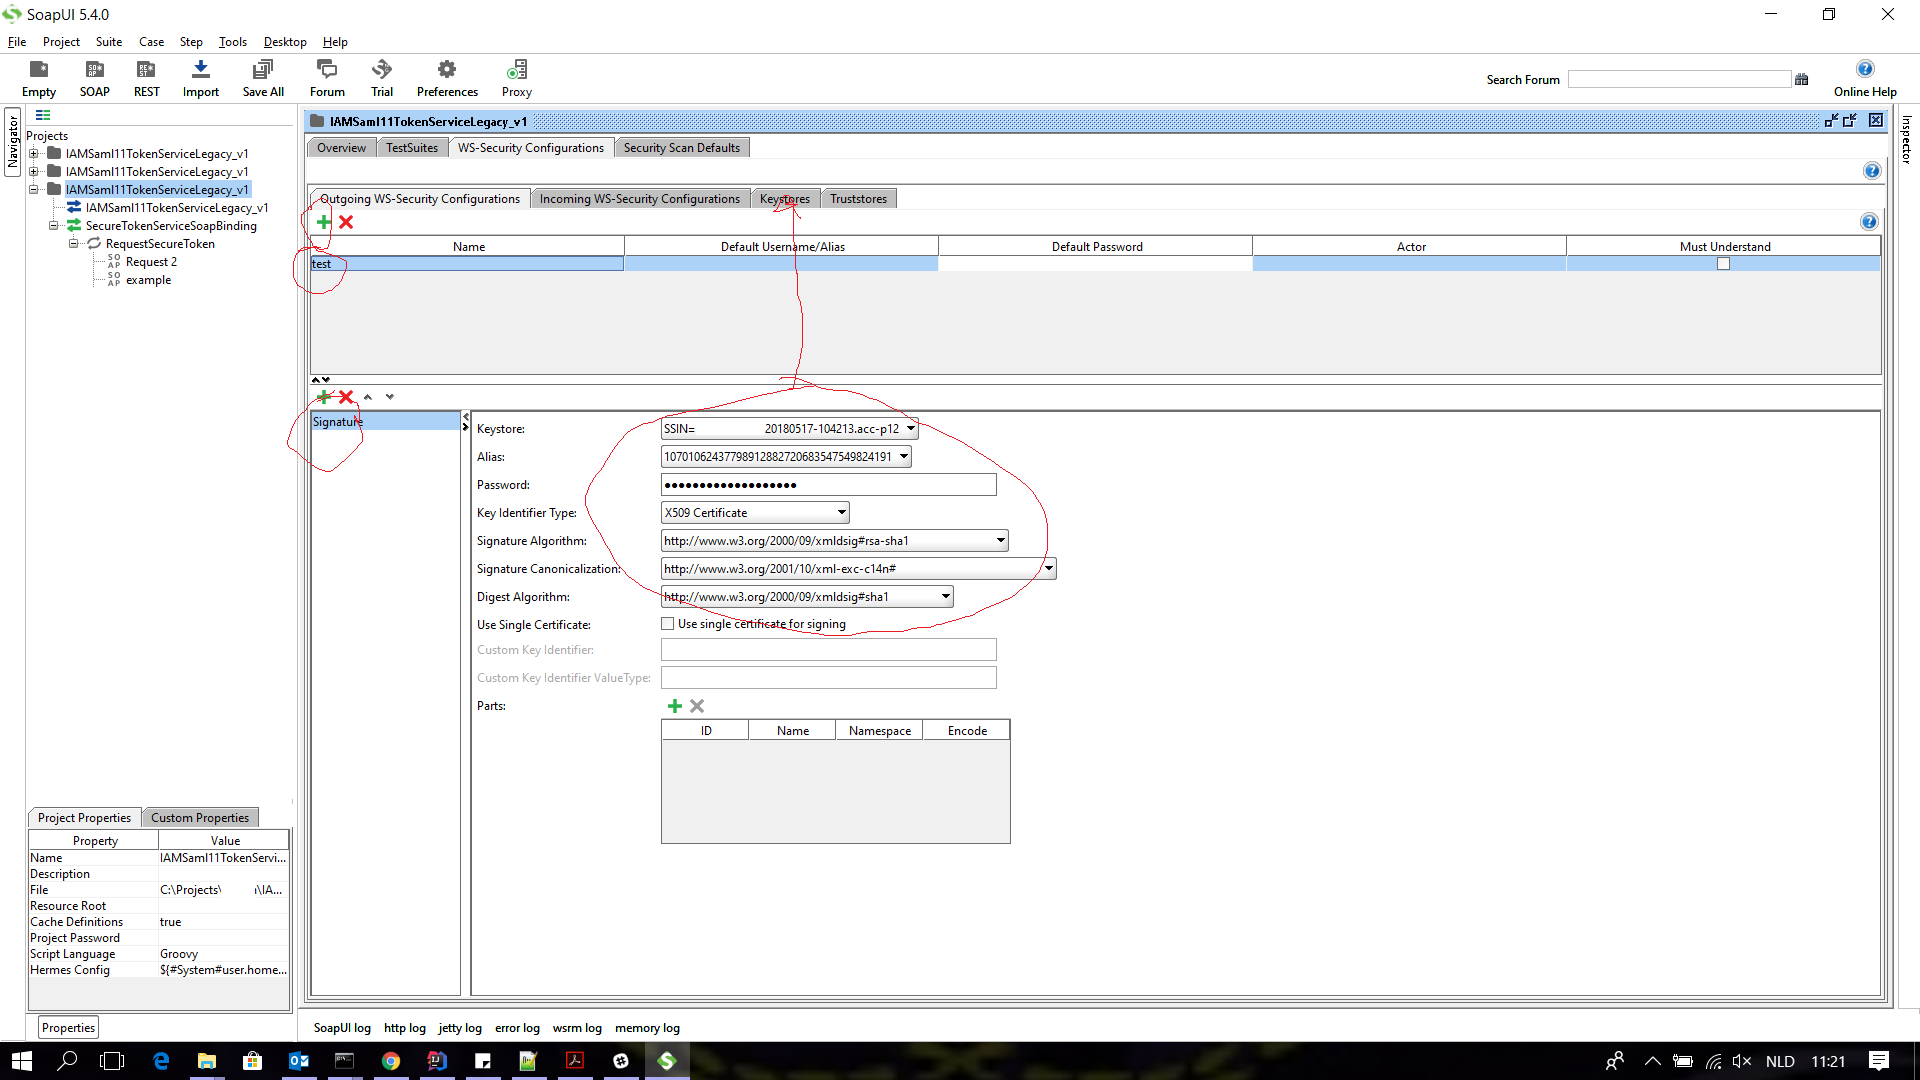 SoapUI 5.4.0
File Project Suite Case Step Tools Desktop Help
Empty SOAP REST Import Save All Forum Trial Preferences Proxy
Search Forum
Online Help
Navigator
Inspector
Projects
IAMSaml11TokenServiceLegacy_v1
IAMSaml11TokenServiceLegacy_v1
IAMSaml11TokenServiceLegacy_v1
IAMSaml11TokenServiceLegacy_v1
SecureTokenServiceSoapBinding
RequestSecureToken
Request 2
example
IAMSaml11TokenServiceLegacy_v1
Overview TestSuites WS-Security Configurations Security Scan Defaults
Outgoing WS-Security Configurations Incoming WS-Security Configurations Keystores Truststores
Name Default Username/Alias Default Password Actor Must Understand
test
Signature
Keystore: SSIN= 20180517-104213.acc-p12
Alias: 107010624377989128827206835475498241​91
Password: ●●●●●●●●●●●●●●●●●●●
Key Identifier Type: X509 Certificate
Signature Algorithm: http://www.w3.org/2000/09/xmldsig#rsa-sha1
Signature Canonicalization: http://www.w3.org/2001/10/xml-exc-c14n#
Digest Algorithm: http://www.w3.org/2000/09/xmldsig#sha1
Use Single Certificate: Use single certificate for signing
Custom Key Identifier:
Custom Key Identifier ValueType:
Parts:
ID Name Namespace Encode
Project Properties Custom Properties
Property Value
Name IAMSaml11TokenServi...
Description
File C:\Projects\ \IA...
Resource Root
Cache Definitions true
Project Password
Script Language Groovy
Hermes Config ${#System#user.home...
Properties
SoapUI log http log jetty log error log wsrm log memory log
NLD 11:21